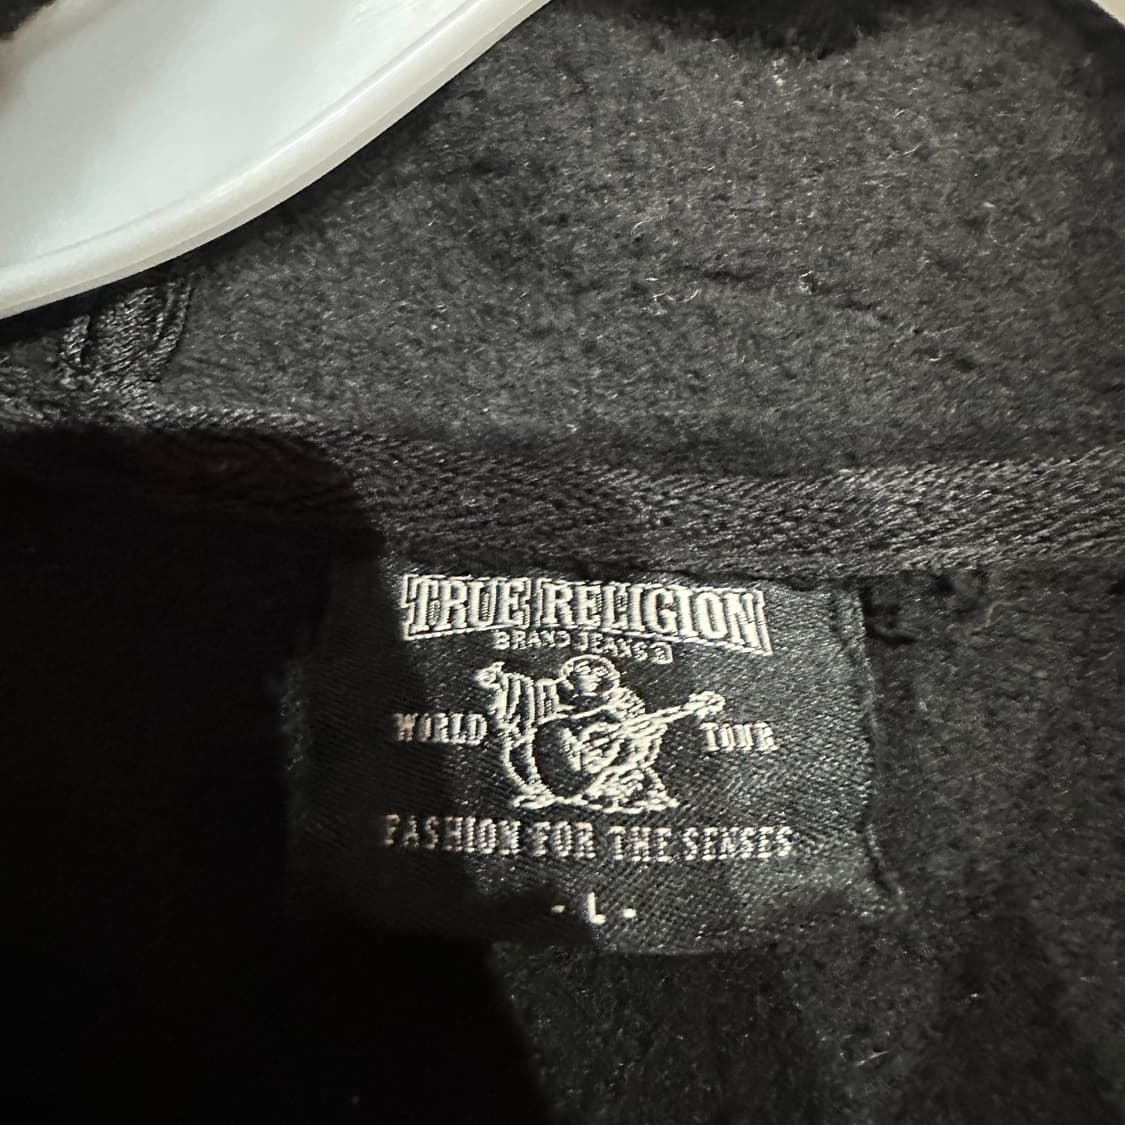 TRUE RELIGION
BRAND JEANS®
WORLD TOUR
FASHION FOR THE SENSES
- L -